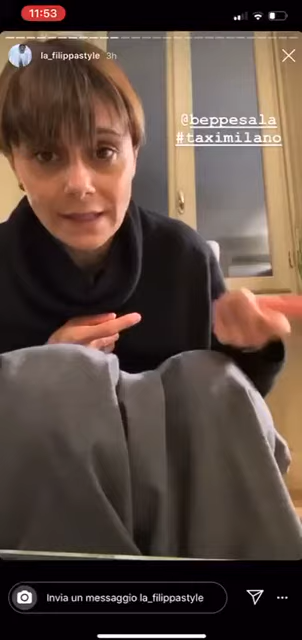 11:53
la_filippastyle 3h
@beppesala
#taximilano
Invia un messaggio la_filippastyle